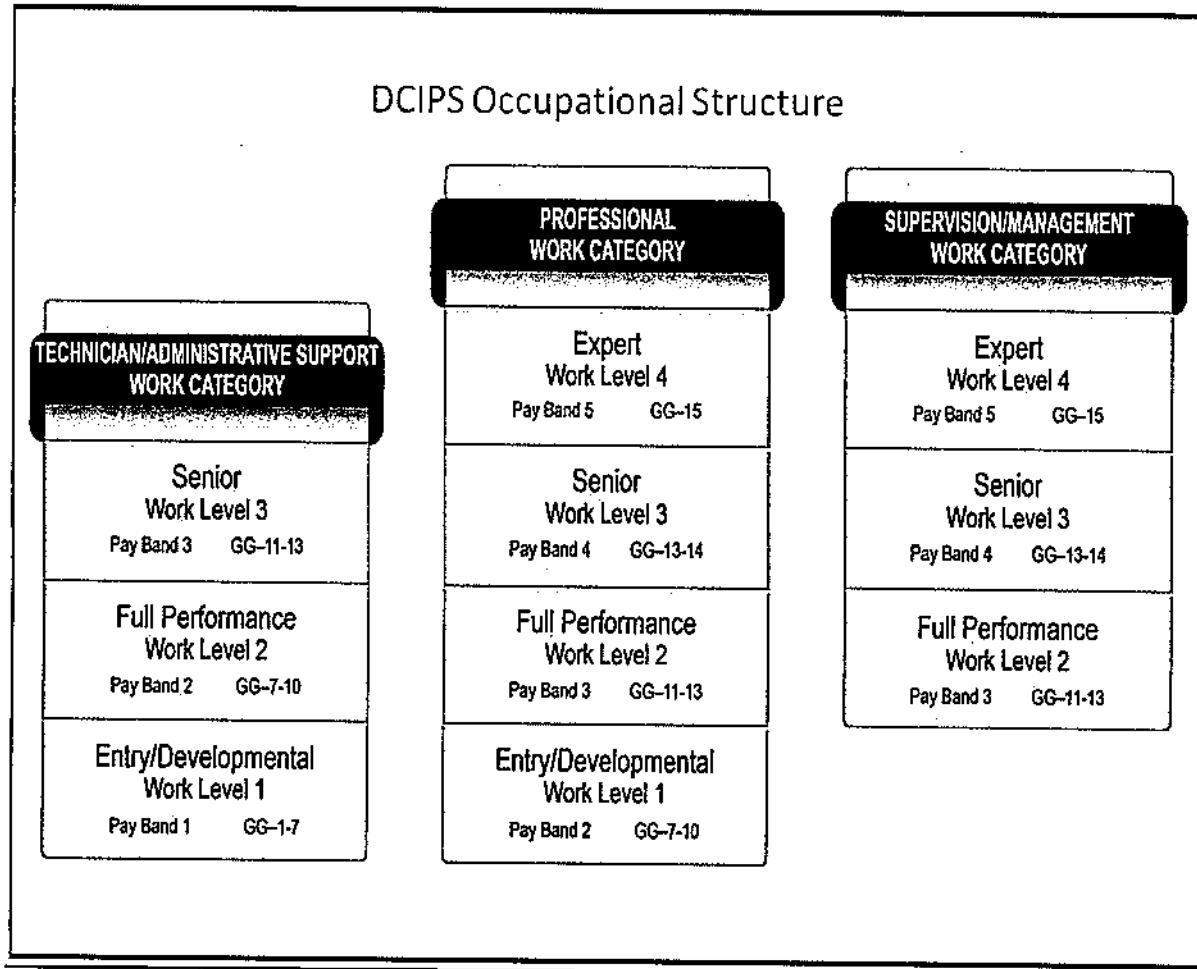 DCIPS Occupational Structure
TECHNICIAN/ADMINISTRATIVE SUPPORT
WORK CATEGORY
Senior
Work Level 3
Pay Band 3 GG–11-13
Full Performance
Work Level 2
Pay Band 2 GG–7-10
Entry/Developmental
Work Level 1
Pay Band 1 GG–1-7
PROFESSIONAL
WORK CATEGORY
Expert
Work Level 4
Pay Band 5 GG–15
Senior
Work Level 3
Pay Band 4 GG–13-14
Full Performance
Work Level 2
Pay Band 3 GG–11-13
Entry/Developmental
Work Level 1
Pay Band 2 GG–7-10
SUPERVISION/MANAGEMENT
WORK CATEGORY
Expert
Work Level 4
Pay Band 5 GG–15
Senior
Work Level 3
Pay Band 4 GG–13-14
Full Performance
Work Level 2
Pay Band 3 GG–11-13